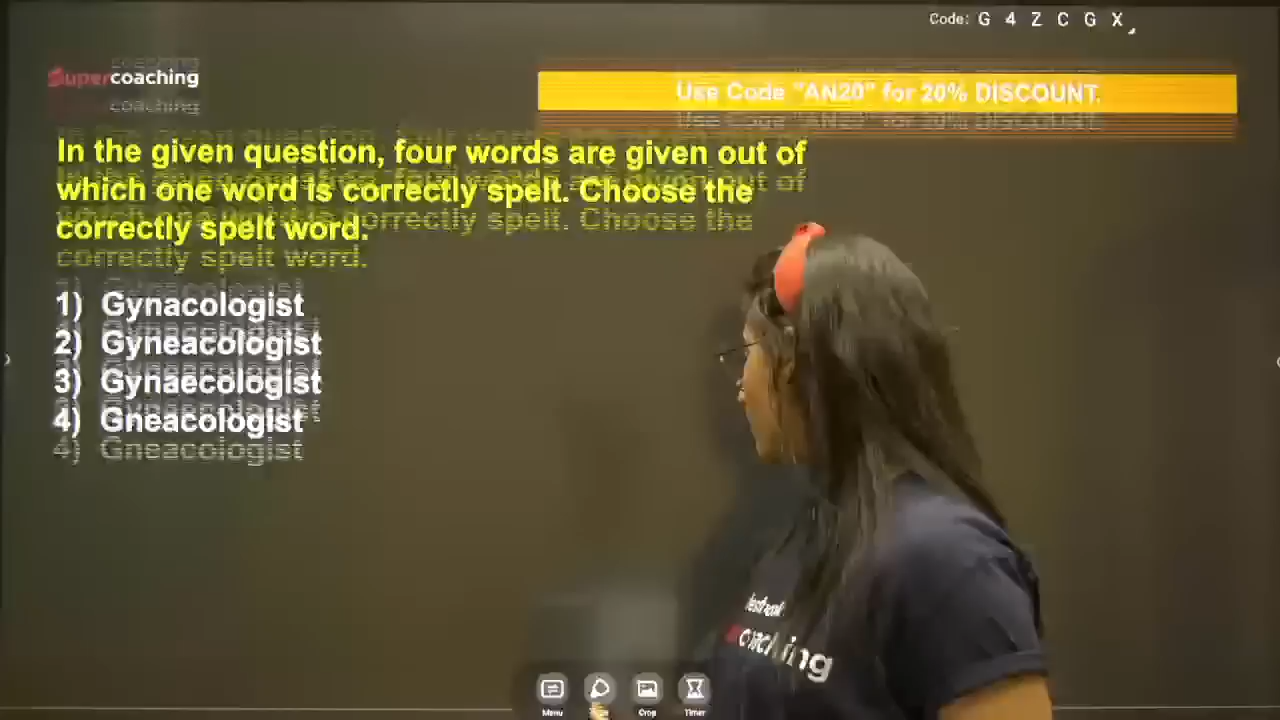 Code: G 4 Z C G X
Supercoaching
Use Code "AN20" for 20% DISCOUNT.
In the given question, four words are given out of
which one word is correctly spelt. Choose the
correctly spelt word.
1) Gynacologist
2) Gyneacologist
3) Gynaecologist
4) Gneacologist
coaching
Menu
Crop
Timer